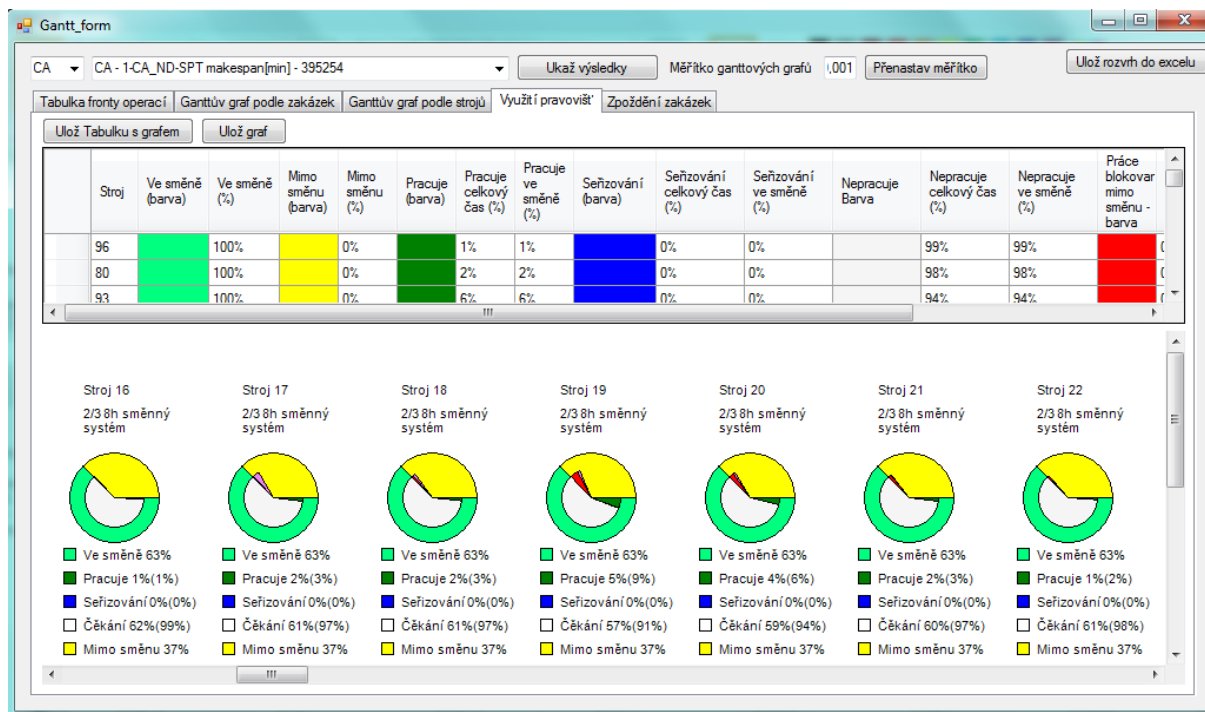 Gantt_form
CA CA - 1-CA_ND-SPT makespan[min] - 395254 Ukaž výsledky Měřítko ganttových grafů ,001 Přenastav měřítko Ulož rozvrh do excelu
Tabulka fronty operací Ganttův graf podle zakázek Ganttův graf podle strojů Využití pravovišť Zpoždění zakázek
Ulož Tabulku s grafem Ulož graf
Stroj
Ve směně
(barva)
Ve směně
(%)
Mimo
směnu
(barva)
Mimo
směnu
(%)
Pracuje
(barva)
Pracuje
celkový
čas (%)
Pracuje
ve
směně
(%)
Seřizování
(barva)
Seřizování
celkový čas
(%)
Seřizování
ve směně
(%)
Nepracuje
Barva
Nepracuje
celkový čas
(%)
Nepracuje
ve směně
(%)
Práce
blokovar
mimo
směnu -
barva
96 100% 0% 1% 1% 0% 0% 99% 99%
80 100% 0% 2% 2% 0% 0% 98% 98%
93 100% 0% 6% 6% 0% 0% 94% 94%
Stroj 16 Stroj 17 Stroj 18 Stroj 19 Stroj 20 Stroj 21 Stroj 22
2/3 8h směnný 2/3 8h směnný 2/3 8h směnný 2/3 8h směnný 2/3 8h směnný 2/3 8h směnný 2/3 8h směnný
systém systém systém systém systém systém systém
Ve směně 63% Ve směně 63% Ve směně 63% Ve směně 63% Ve směně 63% Ve směně 63% Ve směně 63%
Pracuje 1%(1%) Pracuje 2%(3%) Pracuje 2%(3%) Pracuje 5%(9%) Pracuje 4%(6%) Pracuje 2%(3%) Pracuje 1%(2%)
Seřizování 0%(0%) Seřizování 0%(0%) Seřizování 0%(0%) Seřizování 0%(0%) Seřizování 0%(0%) Seřizování 0%(0%) Seřizování 0%(0%)
Čěkání 62%(99%) Čěkání 61%(97%) Čěkání 61%(97%) Čěkání 57%(91%) Čěkání 59%(94%) Čěkání 60%(97%) Čěkání 61%(98%)
Mimo směnu 37% Mimo směnu 37% Mimo směnu 37% Mimo směnu 37% Mimo směnu 37% Mimo směnu 37% Mimo směnu 37%